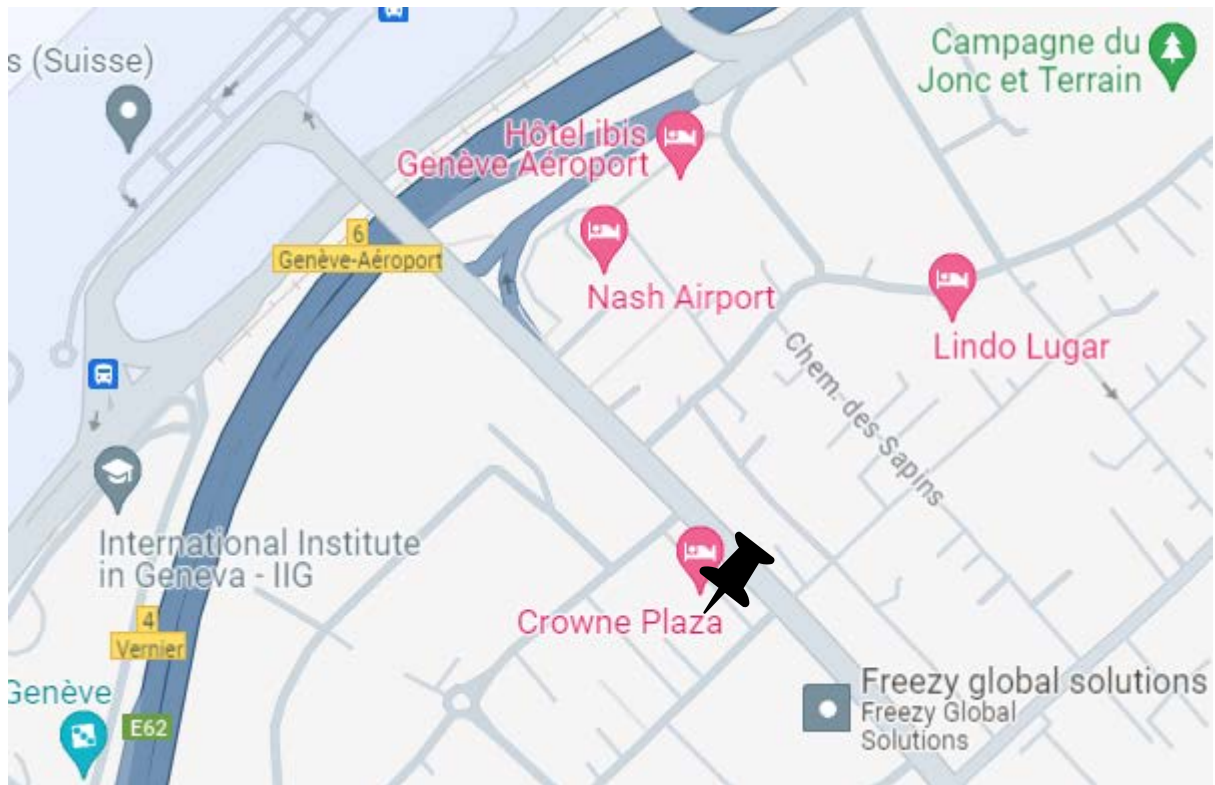 s (Suisse)
Campagne du
Jonc et Terrain
Hôtel ibis
Genève Aéroport
6
Genève-Aéroport
Nash Airport
Lindo Lugar
Chem.-des-Sapins
International Institute
in Geneva - IIG
Crowne Plaza
4
Vernier
Genève
E62
Freezy global solutions
Freezy Global
Solutions